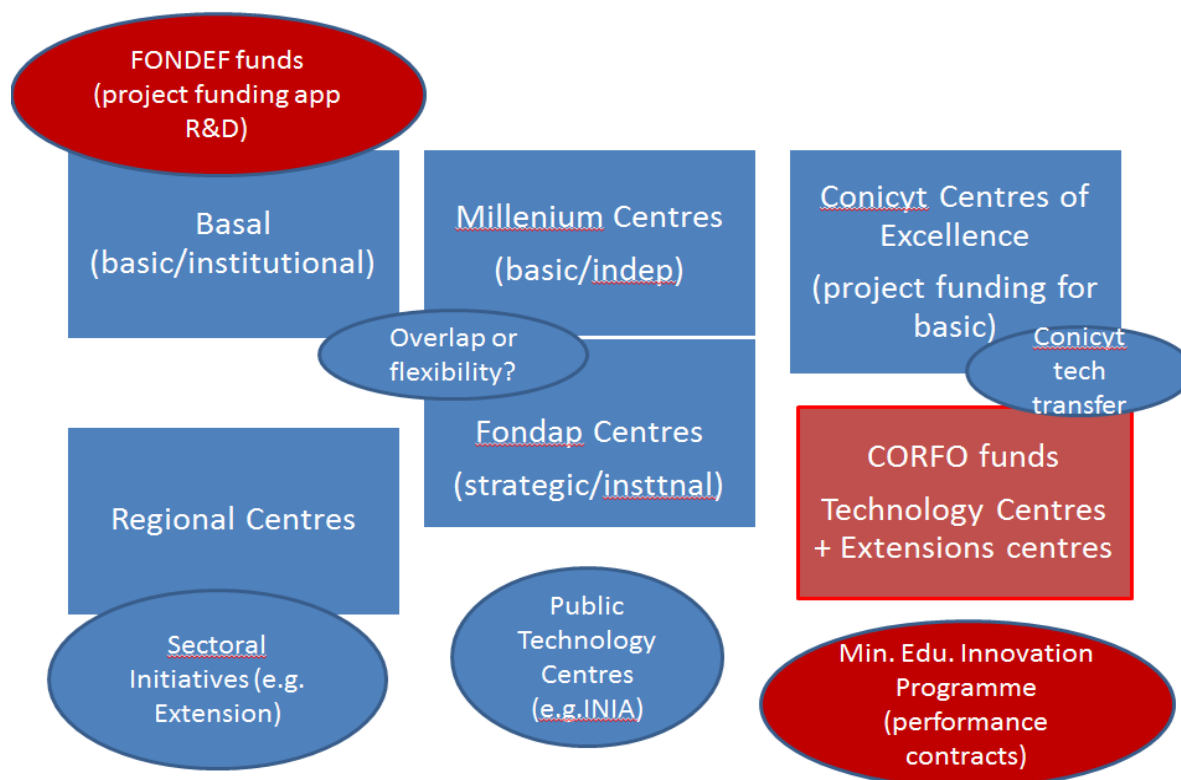 FONDEF funds
(project funding app
R&D)
Basal
(basic/institutional)
Millenium Centres
(basic/indep)
Conicyt Centres of
Excellence
(project funding for
basic)
Overlap or
flexibility?
Conicyt
tech
transfer
Fondap Centres
(strategic/insttnal)
Regional Centres
CORFO funds
Technology Centres
+ Extensions centres
Sectoral
Initiatives (e.g.
Extension)
Public
Technology
Centres
(e.g.INIA)
Min. Edu. Innovation
Programme
(performance
contracts)